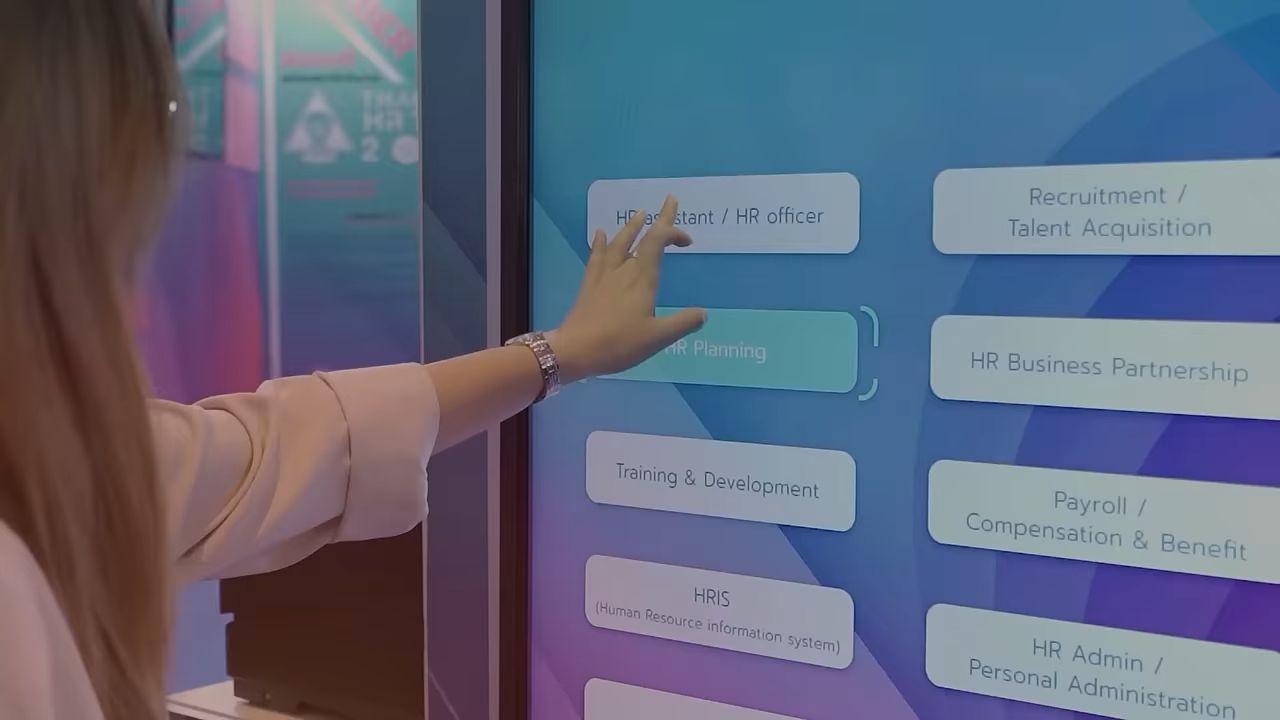 HR assistant / HR officer
Recruitment /
Talent Acquisition
HR Planning
HR Business Partnership
Training & Development
Payroll /
Compensation & Benefit
HRIS
(Human Resource information system)
HR Admin /
Personal Administration
2